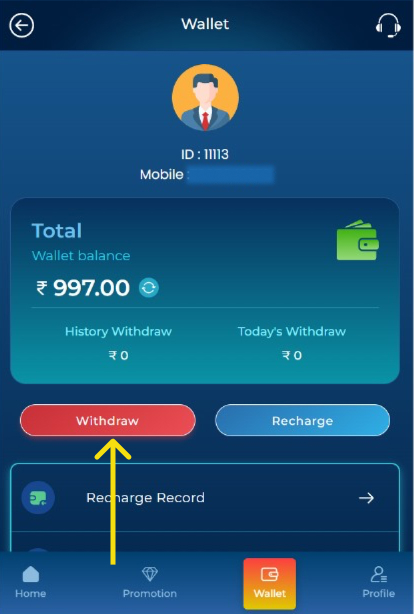 Wallet
ID : 11113
Mobile :
Total
Wallet balance
₹ 997.00
History Withdraw
Today's Withdraw
₹ 0
₹ 0
Withdraw
Recharge
Recharge Record
Home
Promotion
Wallet
Profile